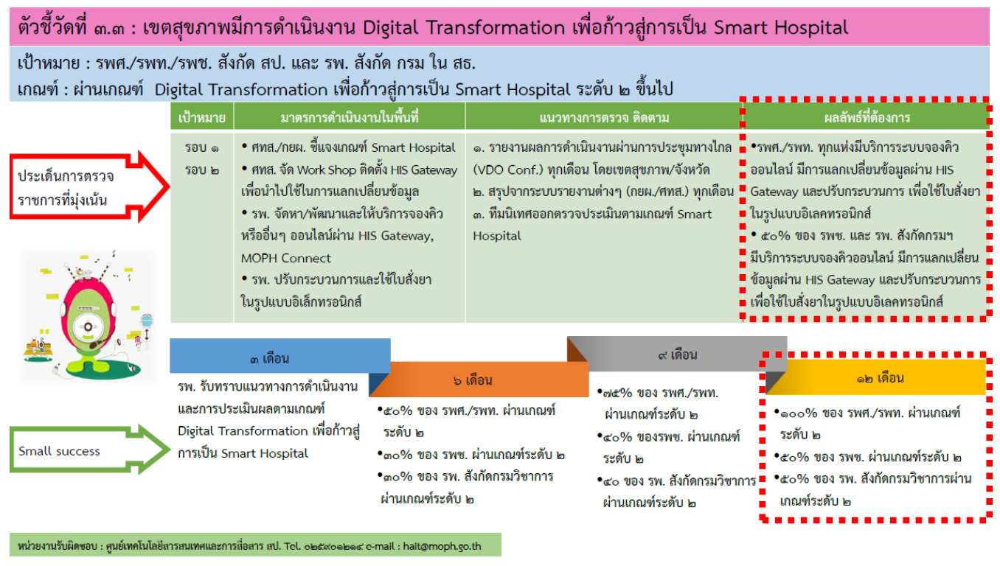 ตัวชี้วัดที่ ๓.๓ : เขตสุขภาพมีการดำเนินงาน Digital Transformation เพื่อก้าวสู่การเป็น Smart Hospital
เป้าหมาย : รพศ./รพท./รพช. สังกัด สป. และ รพ. สังกัด กรม ใน สธ.
เกณฑ์ : ผ่านเกณฑ์ Digital Transformation เพื่อก้าวสู่การเป็น Smart Hospital ระดับ ๒ ขึ้นไป
ประเด็นการตรวจ
ราชการที่มุ่งเน้น
เป้าหมาย
รอบ ๑
รอบ ๒
มาตรการดำเนินงานในพื้นที่
• ศทส./กยผ. ชี้แจงเกณฑ์ Smart Hospital
• ศทส. จัด Work Shop ติดตั้ง HIS Gateway
เพื่อนำไปใช้ในการแลกเปลี่ยนข้อมูล
• รพ. จัดหา/พัฒนาและให้บริการจองคิว
หรืออื่นๆ ออนไลน์ผ่าน HIS Gateway,
MOPH Connect
• รพ. ปรับกระบวนการและใช้ใบสั่งยา
ในรูปแบบอิเล็กทรอนิกส์
แนวทางการตรวจ ติดตาม
๑. รายงานผลการดำเนินงานผ่านการประชุมทางไกล
(VDO Conf.) ทุกเดือน โดยเขตสุขภาพ/จังหวัด
๒. สรุปจากระบบรายงานต่างๆ (กยผ./ศทส.) ทุกเดือน
๓. ทีมนิเทศออกตรวจประเมินตามเกณฑ์ Smart
Hospital
ผลลัพธ์ที่ต้องการ
•รพศ./รพท. ทุกแห่งมีบริการระบบจองคิว
ออนไลน์ มีการแลกเปลี่ยนข้อมูลผ่าน HIS
Gateway และปรับกระบวนการ เพื่อใช้ใบสั่งยา
ในรูปแบบอิเลคทรอนิกส์
• ๕๐% ของ รพช. และ รพ. สังกัดกรมฯ
มีบริการระบบจองคิวออนไลน์ มีการแลกเปลี่ยน
ข้อมูลผ่าน HIS Gateway และปรับกระบวนการ
เพื่อใช้ใบสั่งยาในรูปแบบอิเลคทรอนิกส์
Small success
๓ เดือน
รพ. รับทราบแนวทางการดำเนินงาน
และการประเมินผลตามเกณฑ์
Digital Transformation เพื่อก้าวสู่
การเป็น Smart Hospital
๖ เดือน
•๕๐% ของ รพศ./รพท. ผ่านเกณฑ์
ระดับ ๒
•๓๐% ของ รพช. ผ่านเกณฑ์ระดับ ๒
•๓๐% ของ รพ. สังกัดกรมวิชาการ
ผ่านเกณฑ์ระดับ ๒
๙ เดือน
•๗๕% ของ รพศ./รพท.
ผ่านเกณฑ์ระดับ ๒
•๔๐% ของรพช. ผ่านเกณฑ์
ระดับ ๒
•๔๐ ของ รพ. สังกัดกรมวิชาการ
ผ่านเกณฑ์ระดับ ๒
๑๒ เดือน
•๑๐๐% ของ รพศ./รพท. ผ่านเกณฑ์
ระดับ ๒
•๕๐% ของ รพช. ผ่านเกณฑ์ระดับ ๒
•๕๐% ของ รพ. สังกัดกรมวิชาการผ่าน
เกณฑ์ระดับ ๒
หน่วยงานรับผิดชอบ : ศูนย์เทคโนโลยีสารสนเทศและการสื่อสาร สป. Tel. ๐๒๕๙๐๑๒๑๔ e-mail : hait@moph.go.th